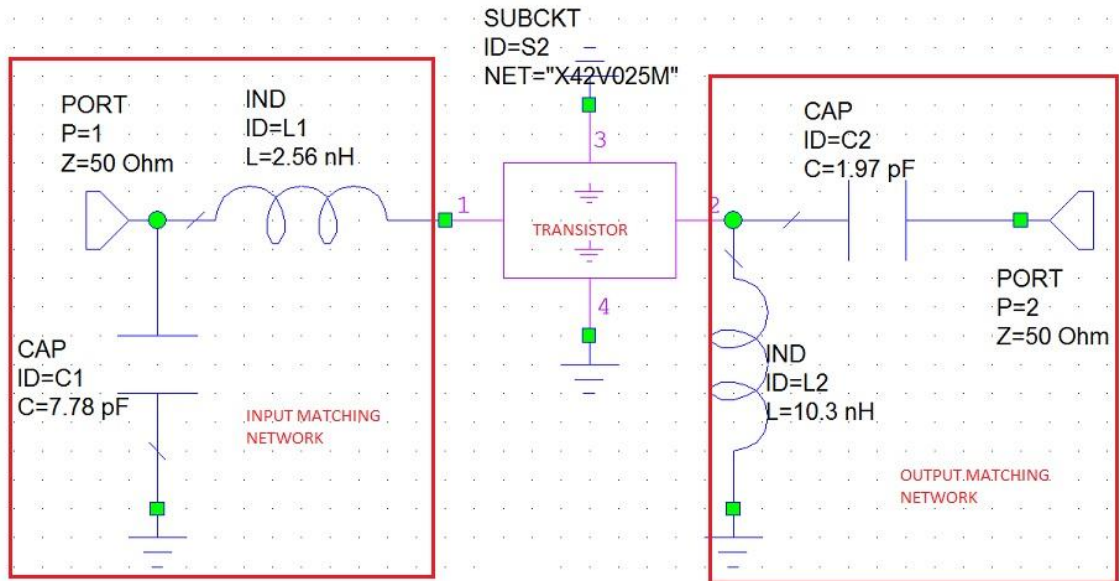 SUBCKT
ID=S2
NET="X42V025M"
PORT
P=1
Z=50 Ohm
IND
ID=L1
L=2.56 nH
3
CAP
ID=C2
C=1.97 pF
1
TRANSISTOR
2
4
PORT
P=2
Z=50 Ohm
CAP
ID=C1
C=7.78 pF
INPUT MATCHING
NETWORK
IND
ID=L2
L=10.3 nH
OUTPUT MATCHING
NETWORK